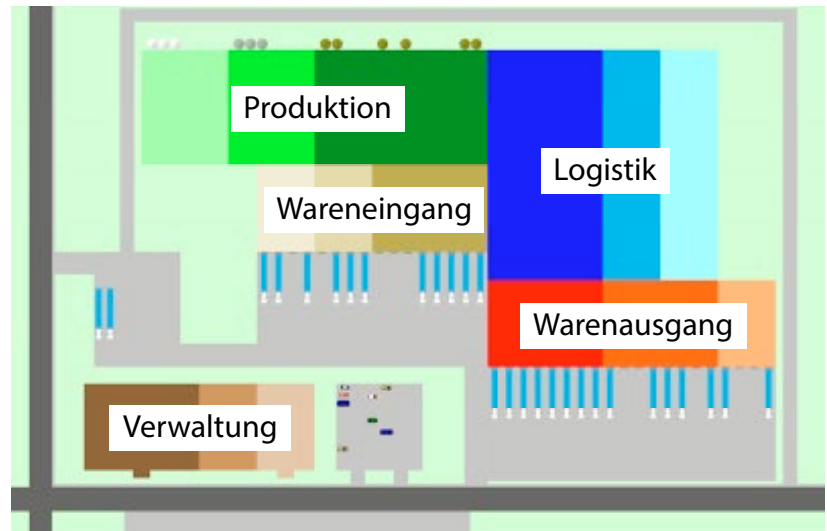 Produktion
Logistik
Wareneingang
Warenausgang
Verwaltung